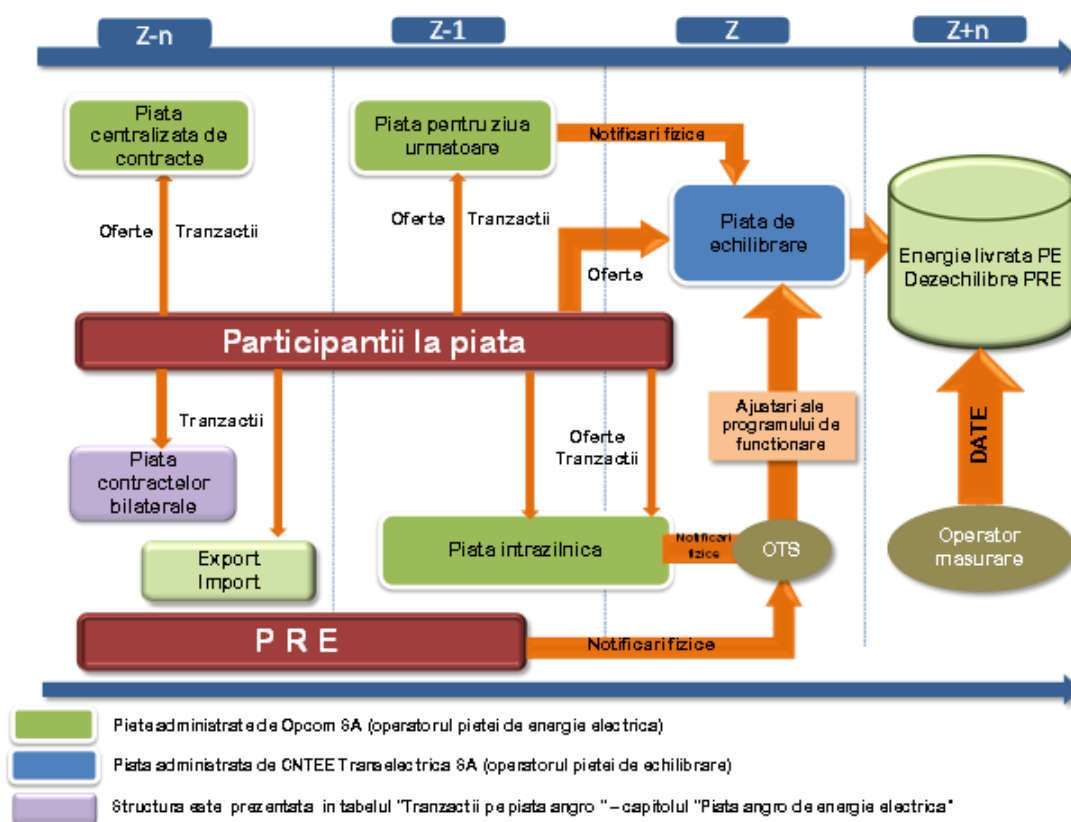 Z-n
Z-1
Z
Z+n
Piata
centralizata de
contracte
Piata pentru ziua
urmatoare
Notificari fizice
Piata de
echilibrare
Energie livrata PE
Dezechilibre PRE
Oferte
Tranzactii
Oferte
Tranzactii
Oferte
Participantii la piata
Tranzactii
Oferte
Tranzactii
Ajustari ale
programului de
functionare
DATE
Piata
contractelor
bilaterale
Export
Import
Piata intrazilnica
Notificari
fizice
OTS
Operator
masurare
P R E
Notificari fizice
Piete administrate de Opcom SA (operatorul pietei de energie electrica)
Piata administrata de CNTEE Transelectrica SA (operatorul pietei de echilibrare)
Structura este prezentata in tabelul "Tranzactii pe piata angro " – capitolul "Piata angro de energie electrica"